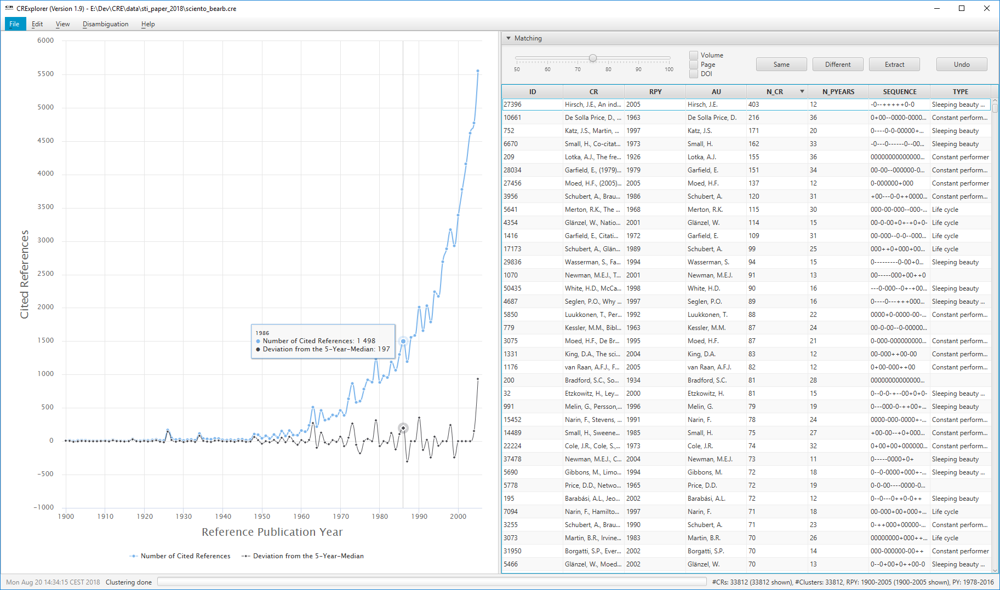 CRExplorer (Version 1.9) - E:\Dev\CRE\data\sti_paper_2018\sciento_bearb.cre
File Edit View Disambiguation Help
6000
5500
5000
4500
4000
3500
3000
2500
2000
1500
1000
500
0
−500
−1000
Cited References
1986
Number of Cited References: 1 498
Deviation from the 5-Year-Median: 197
1900 1910 1920 1930 1940 1950 1960 1970 1980 1990 2000
Reference Publication Year
Number of Cited References Deviation from the 5-Year-Median
Matching
50 60 70 80 90 100
Volume
Page
DOI
Same Different Extract Undo
ID CR RPY AU N_CR N_PYEARS SEQUENCE TYPE
27396 Hirsch, J.E., An ind... 2005 Hirsch, J.E. 403 12 -0--+++++0-0 Sleeping beauty ...
10661 De Solla Price, D., ... 1963 De Solla Price, D. 216 36 0+00--0000-0000... Constant perform...
752 Katz, J.S., Martin, ... 1997 Katz, J.S. 171 20 0----0-0-00000+... Sleeping beauty
6670 Small, H., Co-citat... 1973 Small, H. 162 33 -0---0------0--00... Sleeping beauty
209 Lotka, A.J., The fre... 1926 Lotka, A.J. 155 36 00000000000000... Constant performer
28034 Garfield, E., (1979)... 1979 Garfield, E. 151 34 00-00--000000-0... Constant perform...
27456 Moed, H.F., (2005)... 2005 Moed, H.F. 137 12 0-000000+000 Constant performer
3956 Schubert, A., Brau... 1986 Schubert, A. 120 31 +00---0-0++0000... Constant perform...
5641 Merton, R.K., The ... 1968 Merton, R.K. 115 30 000-00-000--000-... Life cycle
4354 Glänzel, W., Natio... 2001 Glänzel, W. 114 15 00-0-00+0+-+0+0- Life cycle
1416 Garfield, E., Citati... 1972 Garfield, E. 109 31 00-000--0-0--000... Life cycle
17173 Schubert, A., Glän... 1989 Schubert, A. 99 25 000++0+000+00... Life cycle
29836 Wasserman, S., Fa... 1994 Wasserman, S. 94 15 0---------0-00+0... Sleeping beauty
1070 Newman, M.E.J., T... 2001 Newman, M.E.J. 91 13 00-----000+00++0
50435 White, H.D., McCa... 1998 White, H.D. 90 16 ---0-000--0+-+00... Sleeping beauty
4687 Seglen, P.O., Why ... 1997 Seglen, P.O. 89 16 0----0---+++000... Sleeping beauty ...
5850 Luukkonen, T., Per... 1992 Luukkonen, T. 88 22 0000+0-0000-00-... Constant perform...
779 Kessler, M.M., Bibl... 1963 Kessler, M.M. 87 24 00-0-00--0-00000...
3075 Moed, H.F., De Br... 1995 Moed, H.F. 87 21 0-000-000000000... Constant perform...
1331 King, D.A., The sci... 2004 King, D.A. 83 12 00-000++00-00 Constant perform...
1176 van Raan, A.F.J., F... 2005 van Raan, A.F.J. 82 12 0+00-000++00 Constant perform...
200 Bradford, S.C., So... 1934 Bradford, S.C. 81 28 00000000000000...
32 Etzkowitz, H., Ley... 2000 Etzkowitz, H. 81 15 0--0-0-+--00+0+0- Sleeping beauty ...
991 Melin, G., Persson,... 1996 Melin, G. 79 19 0---000-0-++00+... Sleeping beauty ...
15452 Narin, F., Stevens, ... 1991 Narin, F. 78 24 0000-000-0000+-... Constant perform...
14489 Small, H., Sweene... 1985 Small, H. 75 27 +00-00--+0+000... Constant perform...
22224 Cole, J.R., Cole, S.,... 1973 Cole, J.R. 74 32 0+00+00+000000... Constant perform...
37478 Newman, M.E.J., C... 2004 Newman, M.E.J. 73 11 0-----0000+0+ Sleeping beauty
5690 Gibbons, M., Limo... 1994 Gibbons, M. 72 18 0--0-0000+000+-... Sleeping beauty ...
5778 Price, D.D., Netwo... 1965 Price, D.D. 72 19 0-0-00----0000-0...
195 Barabási, A.L., Jeo... 2002 Barabási, A.L. 72 12 0--0---0++0-0++ Sleeping beauty
7094 Narin, F., Hamilto... 1997 Narin, F. 71 18 00-000+00+000+... Life cycle
3255 Schubert, A., Brau... 1990 Schubert, A. 71 23 0-++000+00000-... Constant perform...
3073 Martin, B.R., Irvine... 1983 Martin, B.R. 70 26 00000000+000++... Life cycle
31950 Borgatti, S.P., Ever... 2002 Borgatti, S.P. 70 14 000-000000-00++ Constant performer
5466 Glänzel, W., Moed... 2002 Glänzel, W. 70 13 0--0+00+0++00-0 Sleeping beauty ...
Mon Aug 20 14:34:15 CEST 2018 Clustering done #CRs: 33812 (33812 shown), #Clusters: 33812, RPY: 1900-2005 (1900-2005 shown), PY: 1978-2016